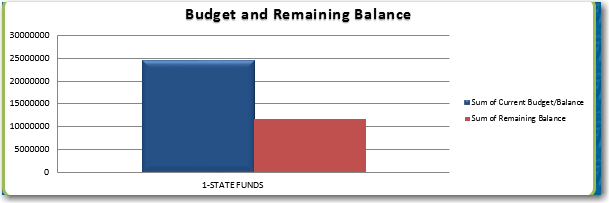 Budget and Remaining Balance
30000000
25000000
20000000
15000000
10000000
5000000
0
1-STATE FUNDS
Sum of Current Budget/Balance
Sum of Remaining Balance